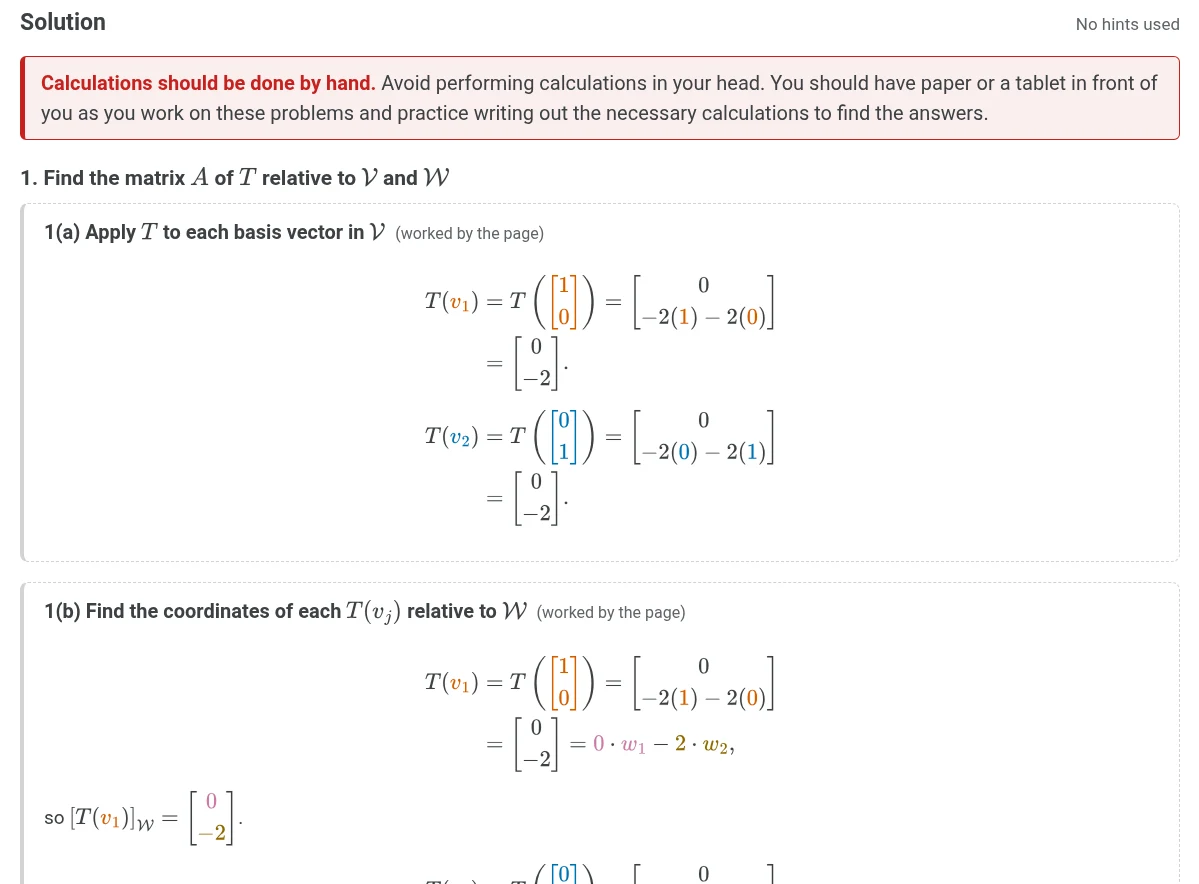 Solution
No hints used
Calculations should be done by hand. Avoid performing calculations in your head. You should have paper or a tablet in front of
you as you work on these problems and practice writing out the necessary calculations to find the answers.
1. Find the matrix A of T relative to 𝒱 and 𝒲
1(a) Apply T to each basis vector in 𝒱 (worked by the page)
T(v₁) = T([1 0]) = [0 −2(1) − 2(0)]
= [0 −2].
T(v₂) = T([0 1]) = [0 −2(0) − 2(1)]
= [0 −2].
1(b) Find the coordinates of each T(vⱼ) relative to 𝒲 (worked by the page)
T(v₁) = T([1 0]) = [0 −2(1) − 2(0)]
= [0 −2] = 0 · w₁ − 2 · w₂,
so [T(v₁)]𝒲 = [0 −2].
[0] [0]